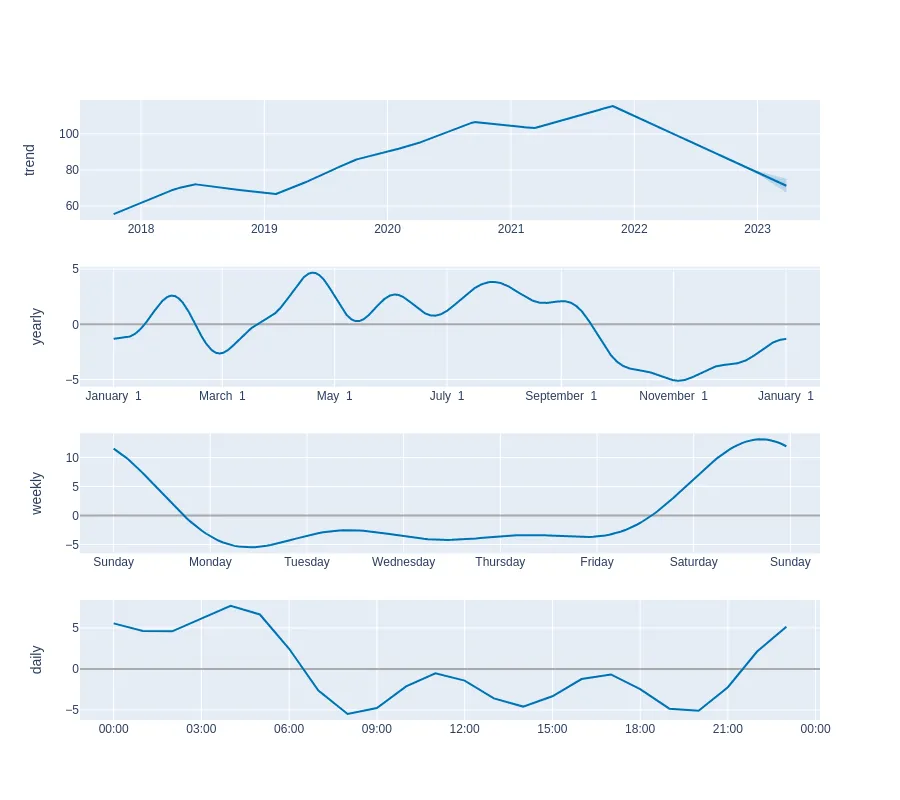 trend
100
80
60
2018 2019 2020 2021 2022 2023
yearly
5
0
−5
January 1 March 1 May 1 July 1 September 1 November 1 January 1
weekly
10
5
0
−5
Sunday Monday Tuesday Wednesday Thursday Friday Saturday Sunday
daily
5
0
−5
00:00 03:00 06:00 09:00 12:00 15:00 18:00 21:00 00:00